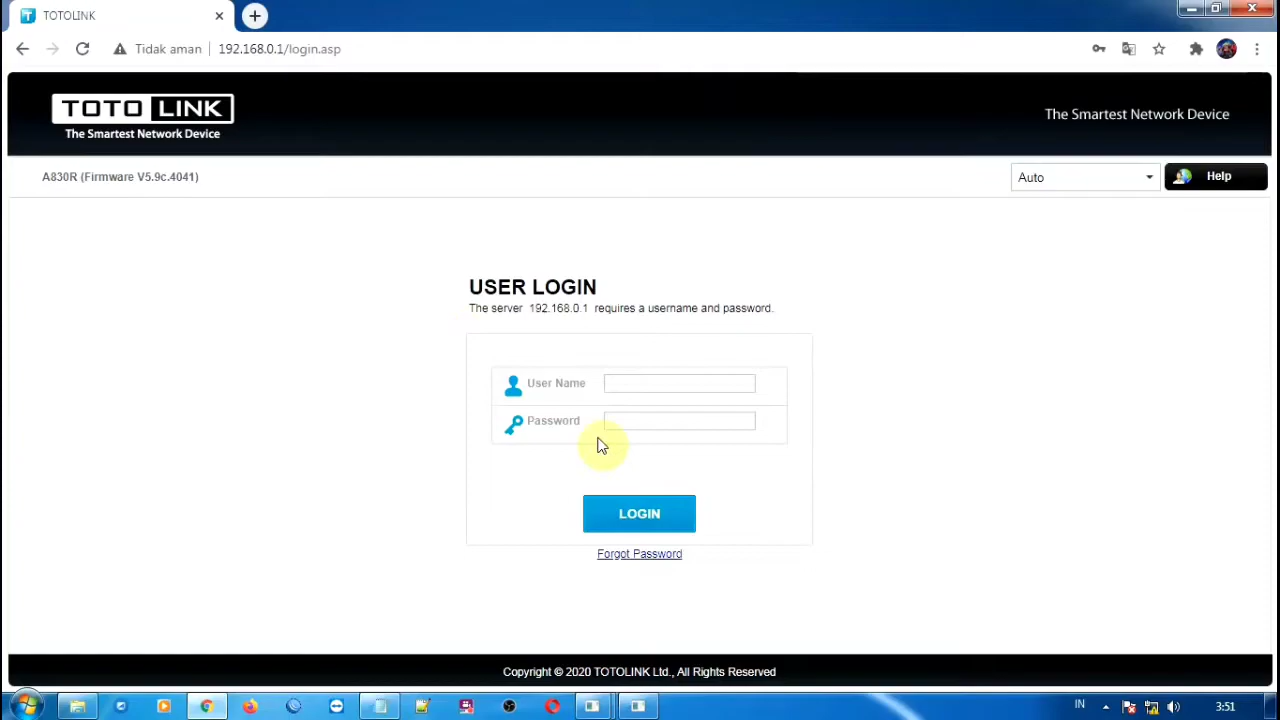 TOTOLINK
Tidak aman
192.168.0.1/login.asp
TOTO LINK
The Smartest Network Device
The Smartest Network Device
A830R (Firmware V5.9c.4041)
Auto
Help
USER LOGIN
The server 192.168.0.1 requires a username and password.
User Name
Password
LOGIN
Forgot Password
Copyright © 2020 TOTOLINK Ltd., All Rights Reserved
IN
3:51